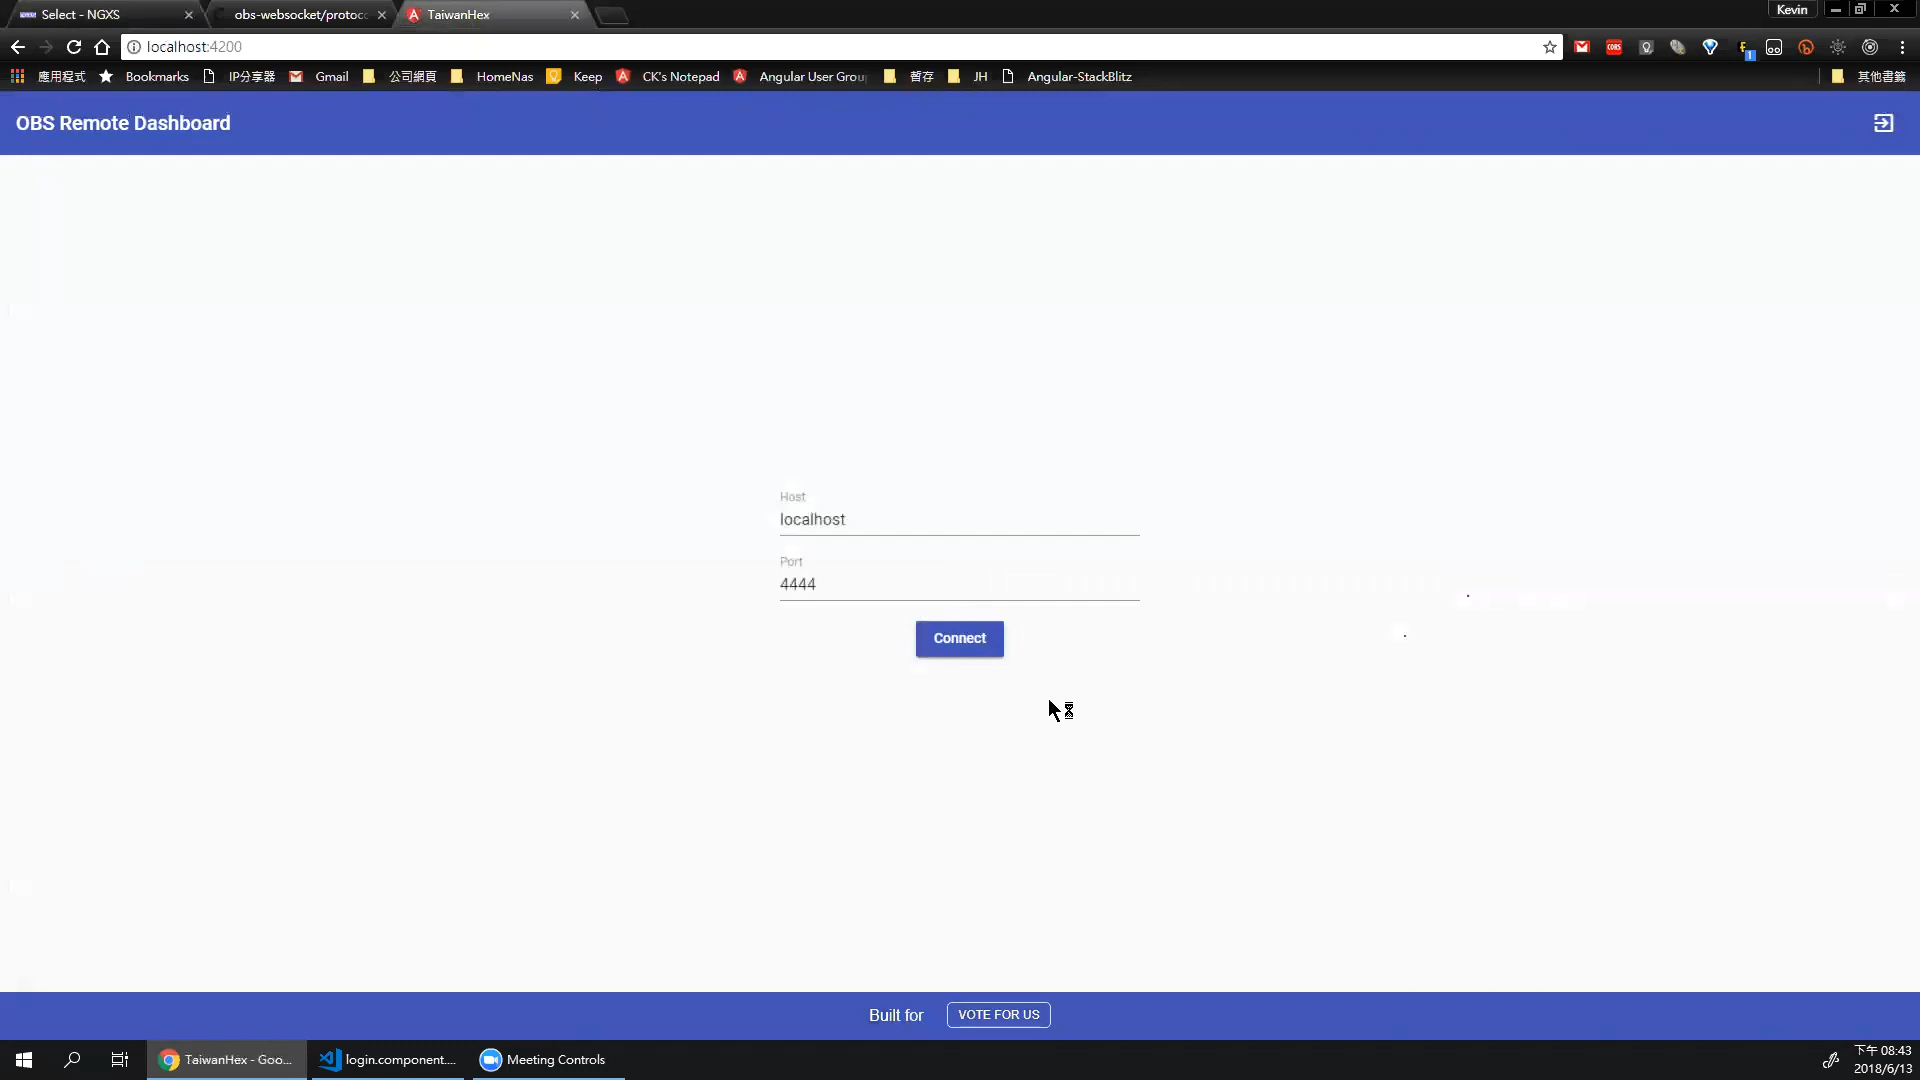 Select - NGXS
obs-websocket/protoc
TaiwanHex
Kevin
localhost:4200
應用程式
Bookmarks
IP分享器
Gmail
公司網頁
HomeNas
Keep
CK's Notepad
Angular User Grou
暫存
JH
Angular-StackBlitz
其他書籤
OBS Remote Dashboard
Host
localhost
Port
4444
Connect
Built for
VOTE FOR US
TaiwanHex - Goo...
login.component....
Meeting Controls
下午 08:43
2018/6/13